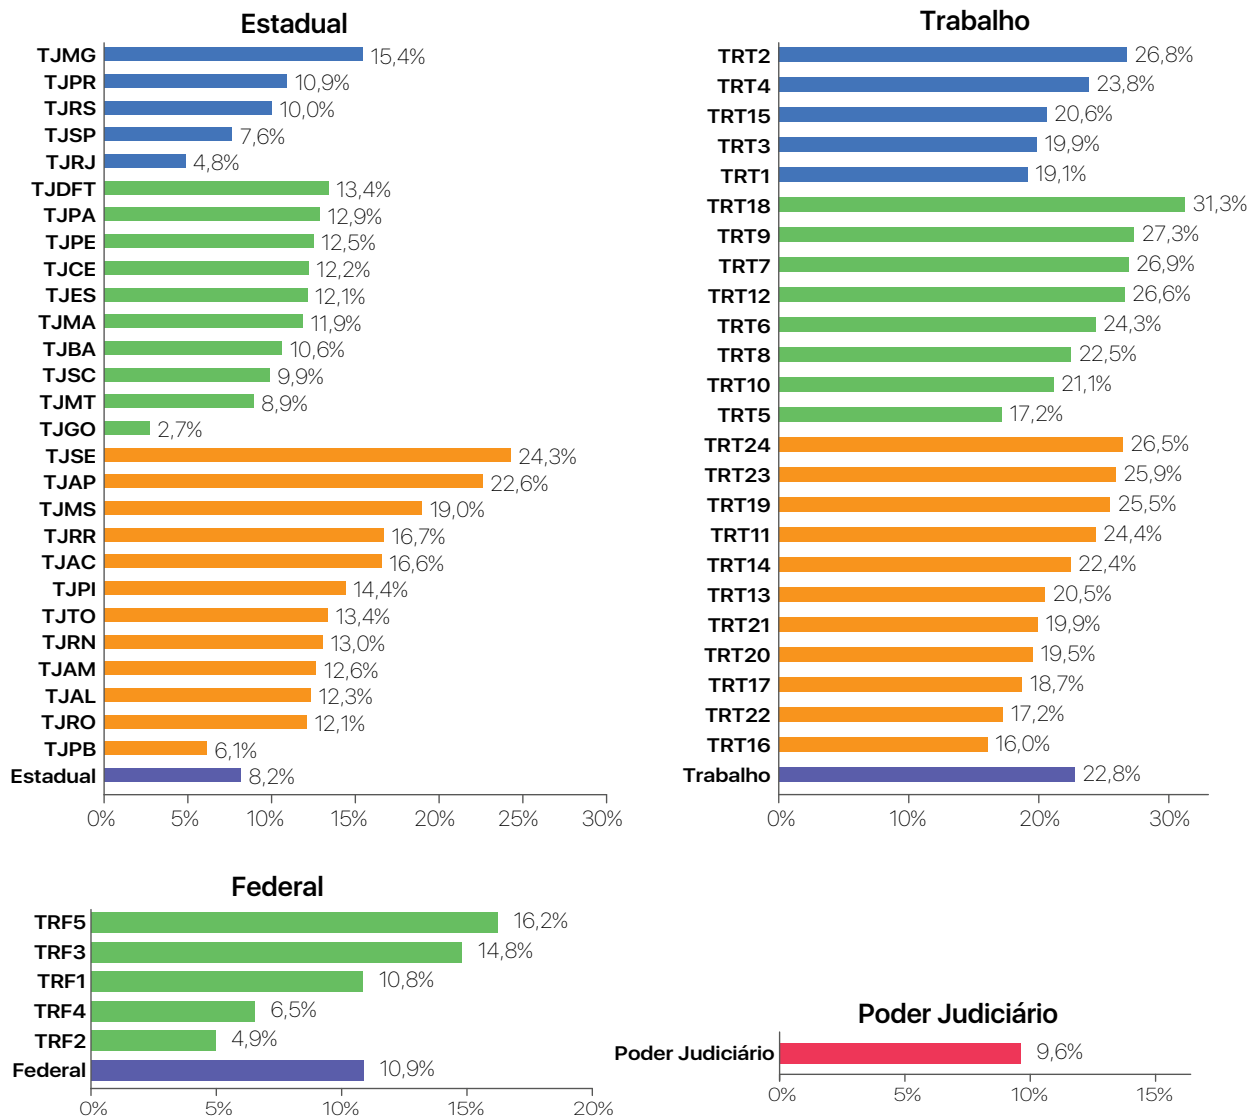 Estadual
TJMG 15,4%
TJPR 10,9%
TJRS 10,0%
TJSP 7,6%
TJRJ 4,8%
TJDFT 13,4%
TJPA 12,9%
TJPE 12,5%
TJCE 12,2%
TJES 12,1%
TJMA 11,9%
TJBA 10,6%
TJSC 9,9%
TJMT 8,9%
TJGO 2,7%
TJSE 24,3%
TJAP 22,6%
TJMS 19,0%
TJRR 16,7%
TJAC 16,6%
TJPI 14,4%
TJTO 13,4%
TJRN 13,0%
TJAM 12,6%
TJAL 12,3%
TJRO 12,1%
TJPB 6,1%
Estadual 8,2%
0% 5% 10% 15% 20% 25% 30%
Trabalho
TRT2 26,8%
TRT4 23,8%
TRT15 20,6%
TRT3 19,9%
TRT1 19,1%
TRT18 31,3%
TRT9 27,3%
TRT7 26,9%
TRT12 26,6%
TRT6 24,3%
TRT8 22,5%
TRT10 21,1%
TRT5 17,2%
TRT24 26,5%
TRT23 25,9%
TRT19 25,5%
TRT11 24,4%
TRT14 22,4%
TRT13 20,5%
TRT21 19,9%
TRT20 19,5%
TRT17 18,7%
TRT22 17,2%
TRT16 16,0%
Trabalho 22,8%
0% 10% 20% 30%
Federal
TRF5 16,2%
TRF3 14,8%
TRF1 10,8%
TRF4 6,5%
TRF2 4,9%
Federal 10,9%
0% 5% 10% 15% 20%
Poder Judiciário
Poder Judiciário 9,6%
0% 5% 10% 15%